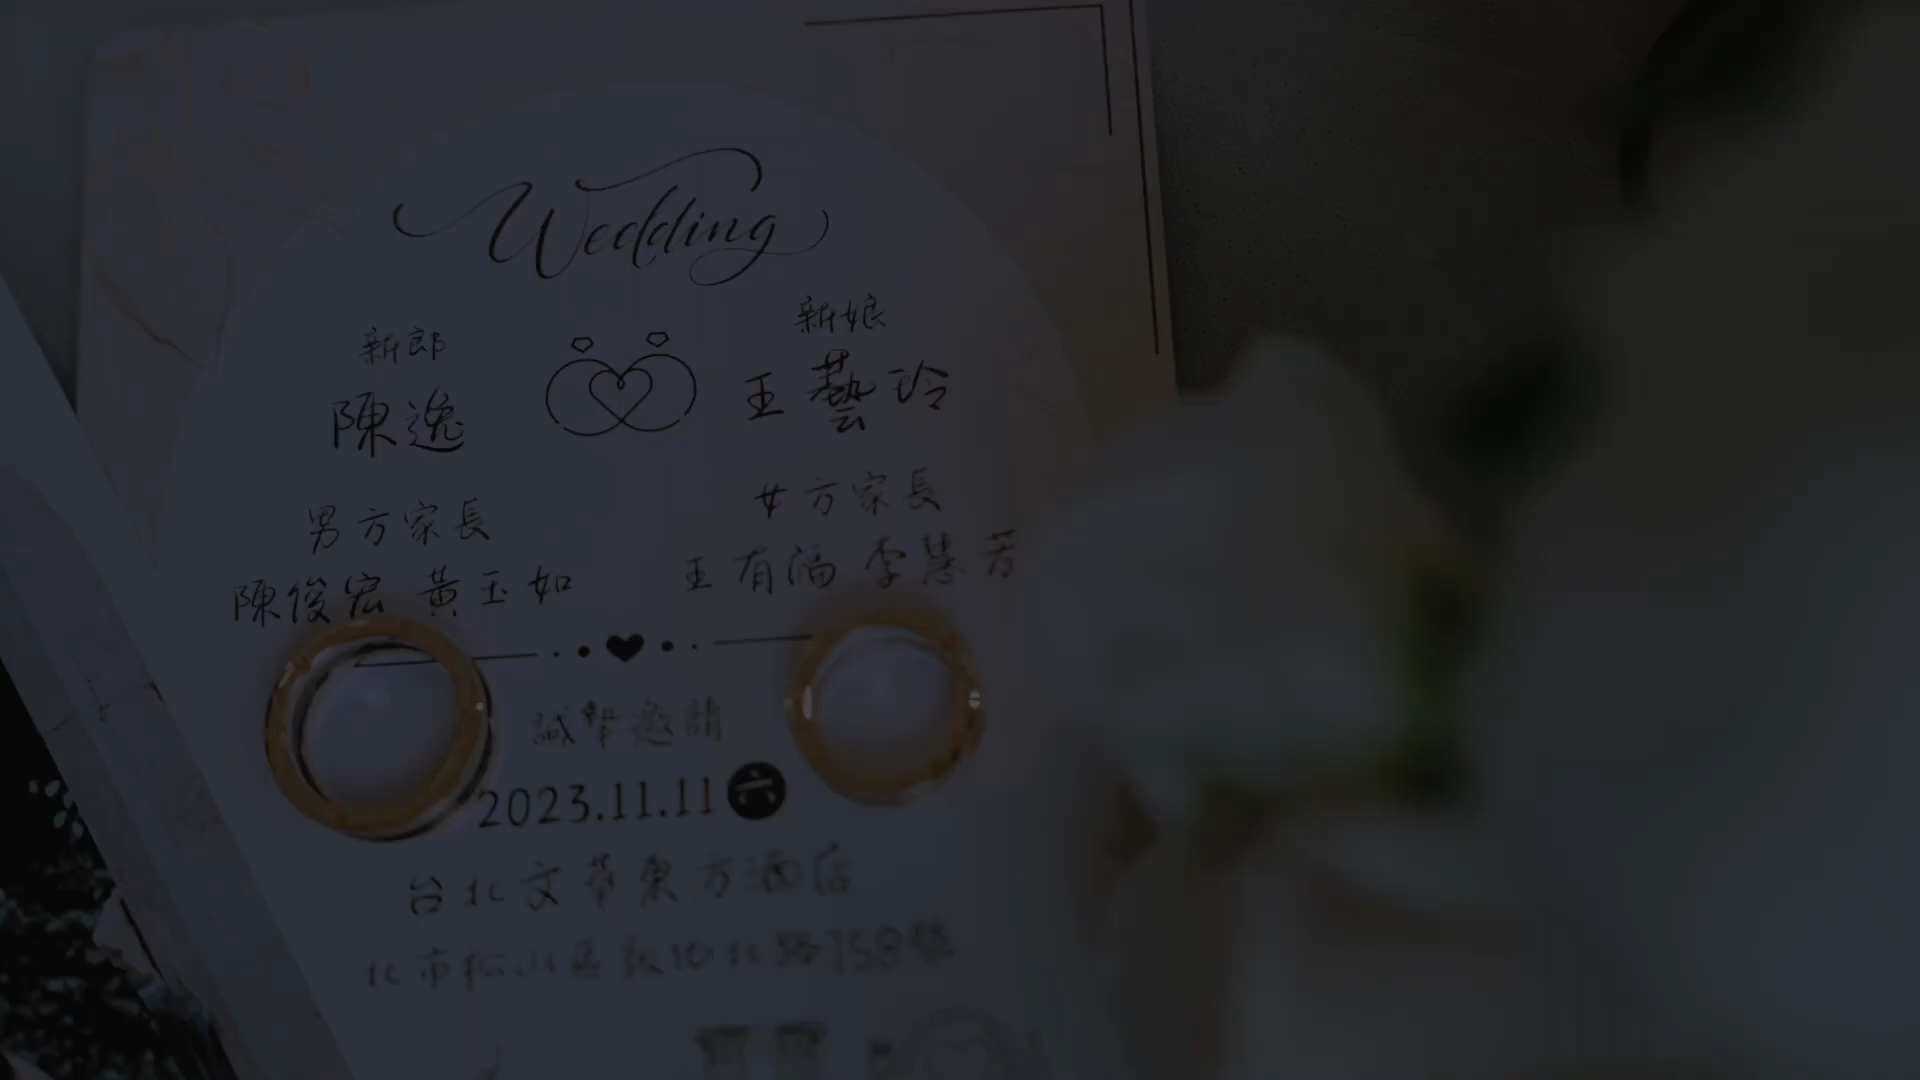 Wedding
新郎
新娘
陳逸
王藝玲
男方家長
女方家長
陳俊宏 黃玉如
王有滿 李慧芳
誠摯邀請
2023.11.11 六
台北文華東方酒店
北市松山區敦化北路158號